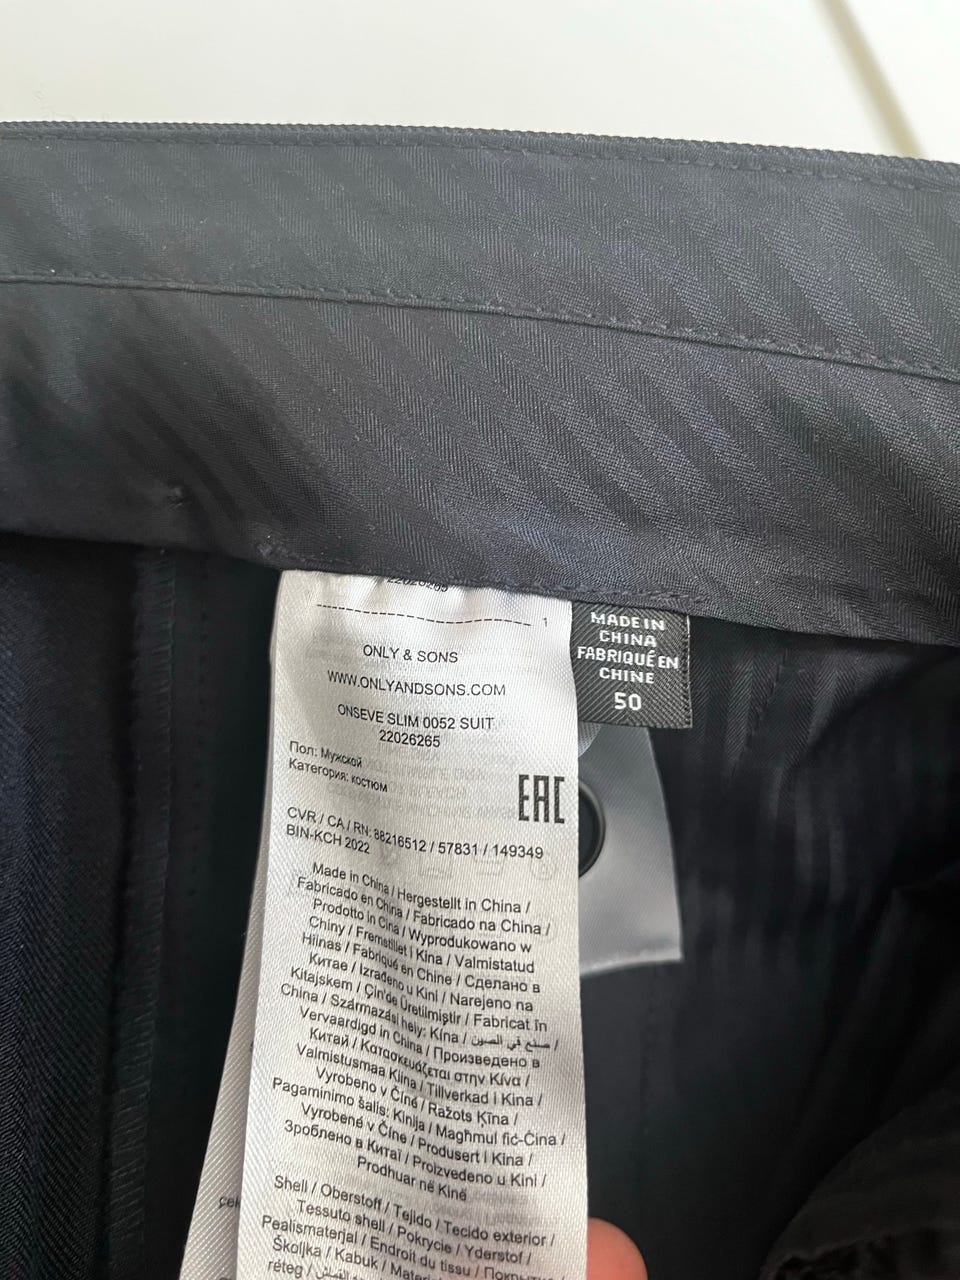 22026265
1
ONLY & SONS
WWW.ONLYANDSONS.COM
ONSEVE SLIM 0052 SUIT
22026265
Пол: Мужской
Категория: костюм
EAC
CVR / CA / RN: 88216512 / 57831 / 149349
BIN-KCH 2022
Made in China / Hergestellt in China /
Fabricado en China / Fabricado na China /
Prodotto in Cina / Wyprodukowano w
Chiny / Fremstillet i Kina / Valmistatud
Hiinas / Fabriqué en Chine / Сделано в
Китае / Izrađeno u Kini / Narejeno na
Kitajskem / Çin'de Üretilmiştir / Fabricat în
China / Származási hely: Kína / صنع في الصين /
Vervaardigd in China / Произведено в
Китай / Κατασκευάζεται στην Κίνα /
Valmistusmaa Kiina / Tillverkad i Kina /
Vyrobeno v Číně / Ražots Ķīna /
Pagaminimo šalis: Kinija / Magħmul fiċ-Ċina /
Vyrobené v Číne / Produsert i Kina /
Зроблено в Китаї / Proizvedeno u Kini /
Prodhuar në Kinë
Shell / Oberstoff / Tejido / Tecido exterior /
Tessuto shell / Pokrycie / Yderstof /
Pealismaterjal / Endroit du tissu / Покрытие
Školjka / Kabuk /
réteg /
MADE IN
CHINA
FABRIQUÉ EN
CHINE
50